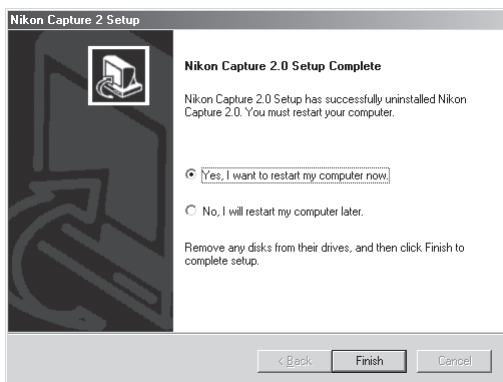 Nikon Capture 2 Setup
Nikon Capture 2.0 Setup Complete
Nikon Capture 2.0 Setup has successfully uninstalled Nikon
Capture 2.0. You must restart your computer.
Yes, I want to restart my computer now.
No, I will restart my computer later.
Remove any disks from their drives, and then click Finish to
complete setup.
< Back Finish Cancel